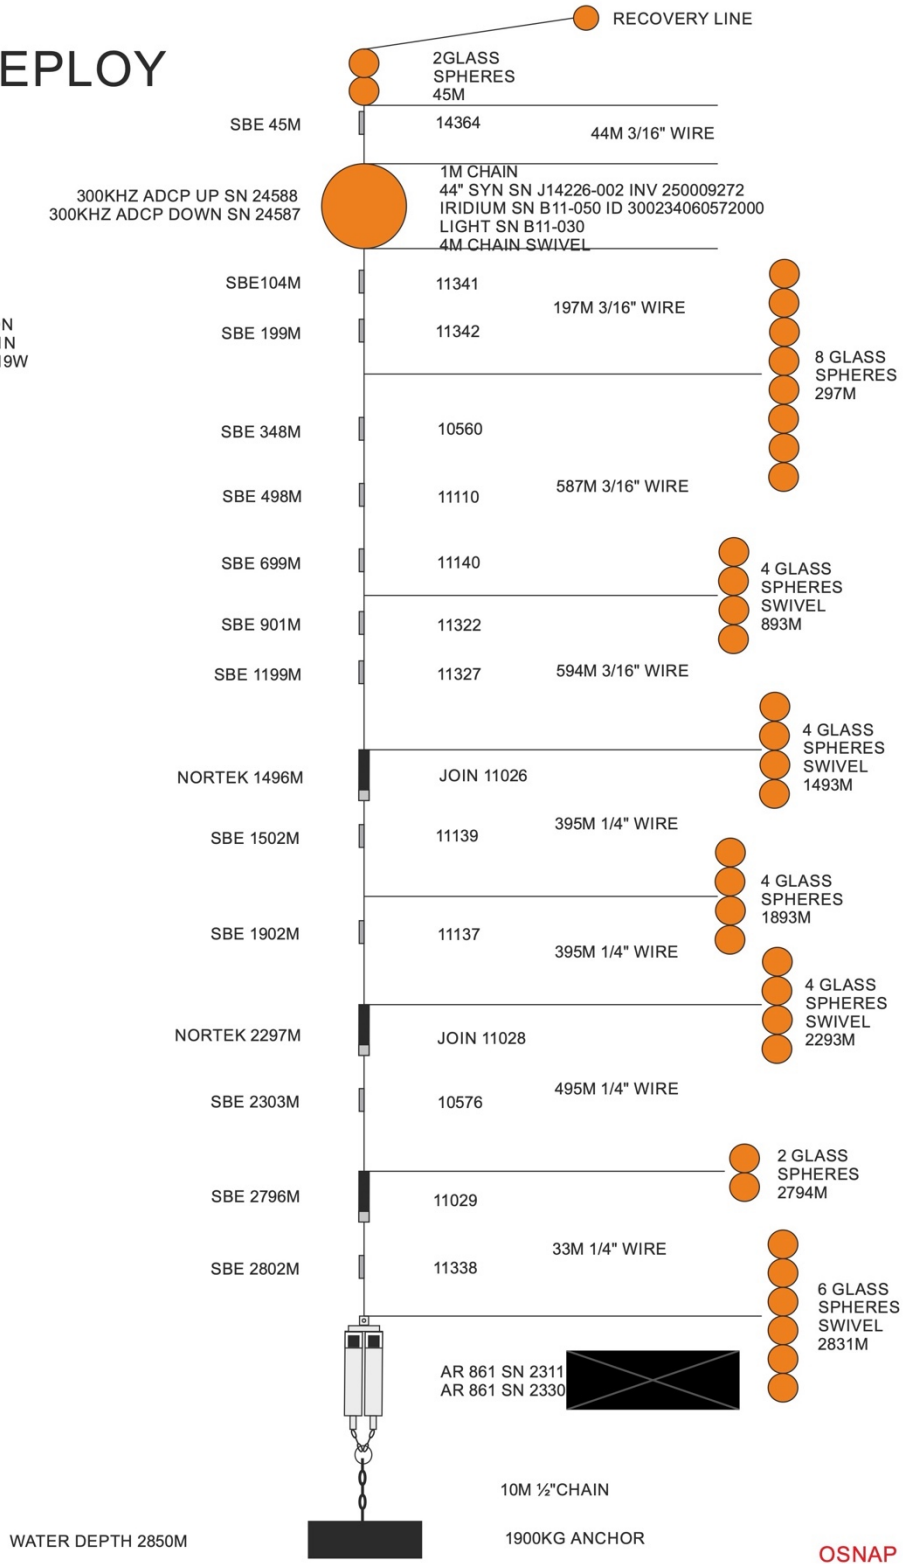 RECOVERY LINE
EPLOY
2GLASS
SPHERES
45M
SBE 45M
14364
44M 3/16" WIRE
300KHZ ADCP UP SN 24588
300KHZ ADCP DOWN SN 24587
1M CHAIN
44" SYN SN J14226-002 INV 250009272
IRIDIUM SN B11-050 ID 300234060572000
LIGHT SN B11-030
4M CHAIN SWIVEL
SBE104M
11341
197M 3/16" WIRE
N
1N
19W
SBE 199M
11342
8 GLASS
SPHERES
297M
SBE 348M
10560
587M 3/16" WIRE
SBE 498M
11110
SBE 699M
11140
4 GLASS
SPHERES
SWIVEL
893M
SBE 901M
11322
SBE 1199M
11327
594M 3/16" WIRE
4 GLASS
SPHERES
SWIVEL
1493M
NORTEK 1496M
JOIN 11026
395M 1/4" WIRE
SBE 1502M
11139
4 GLASS
SPHERES
1893M
SBE 1902M
11137
395M 1/4" WIRE
4 GLASS
SPHERES
SWIVEL
2293M
NORTEK 2297M
JOIN 11028
495M 1/4" WIRE
SBE 2303M
10576
2 GLASS
SPHERES
2794M
SBE 2796M
11029
33M 1/4" WIRE
SBE 2802M
11338
6 GLASS
SPHERES
SWIVEL
2831M
AR 861 SN 2311
AR 861 SN 2330
10M ½"CHAIN
WATER DEPTH 2850M
1900KG ANCHOR
OSNAP